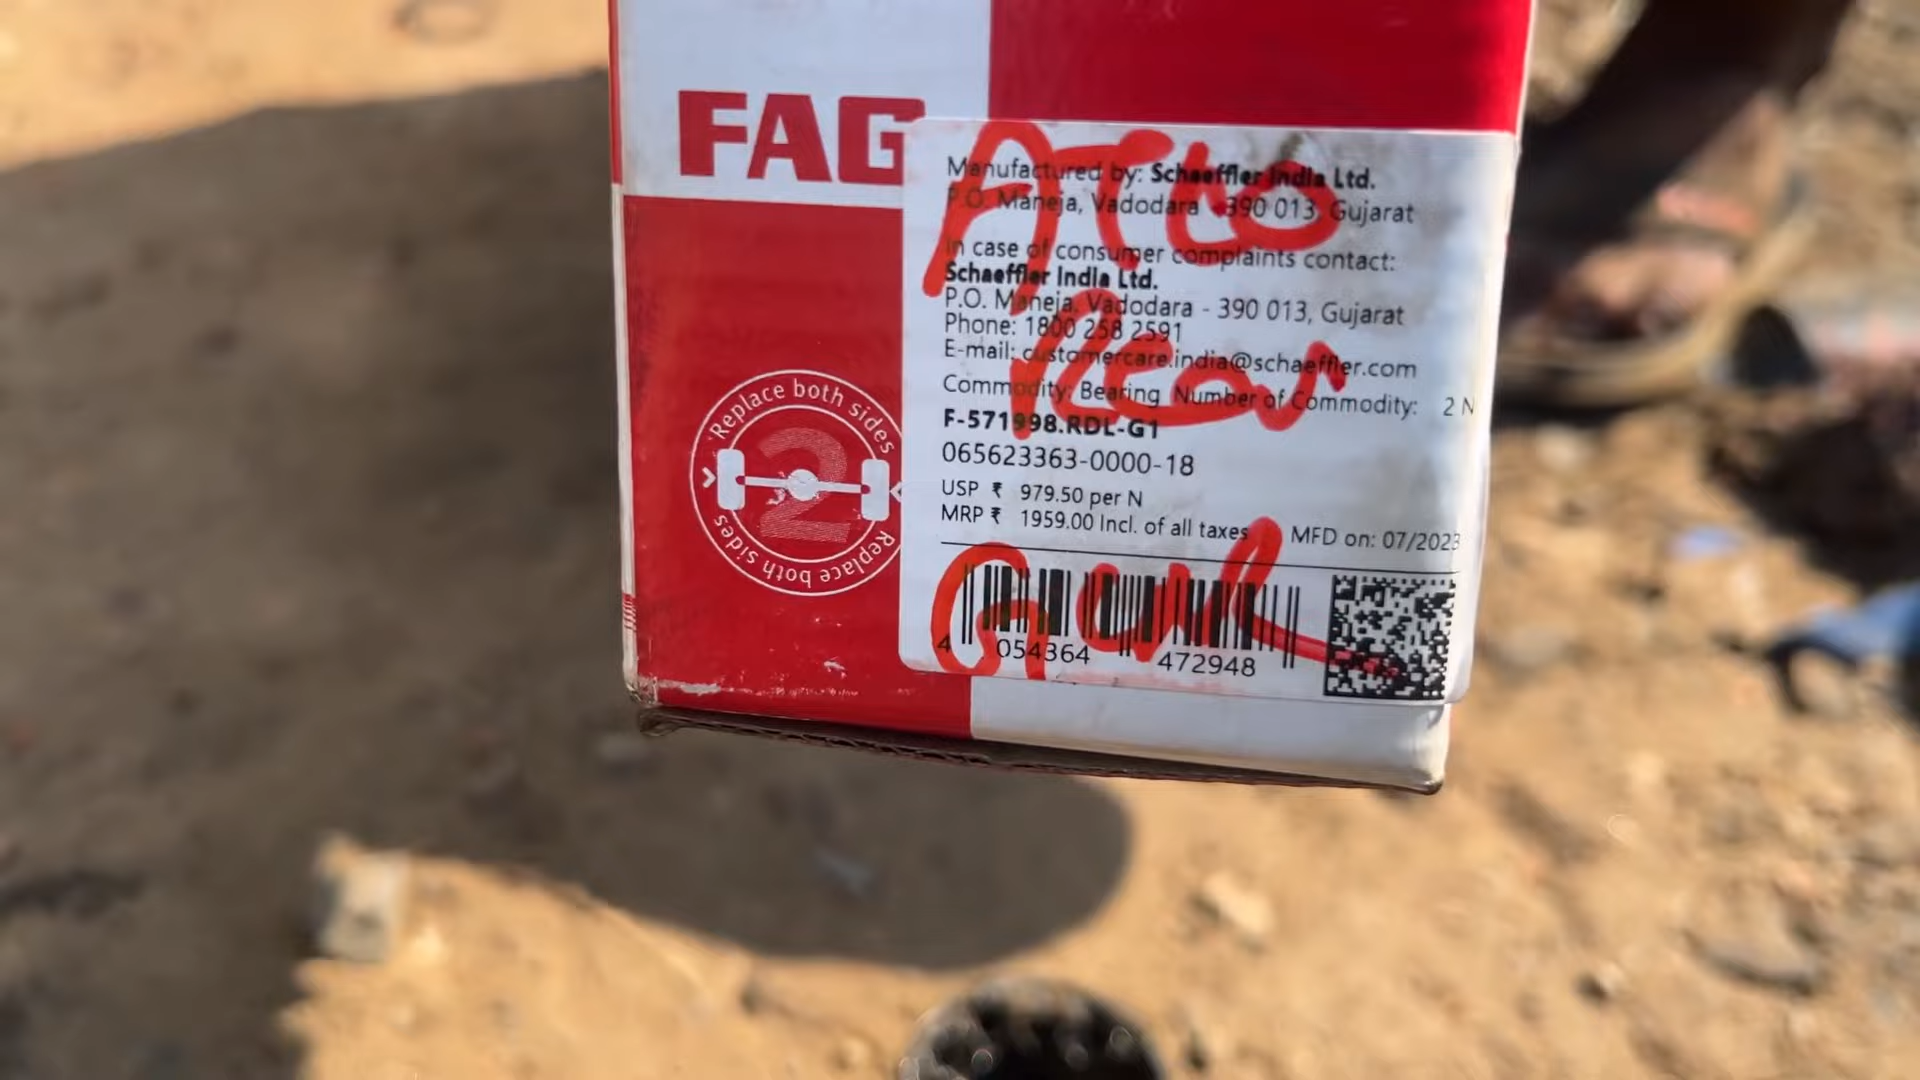 FAG
Manufactured by: Schaeffler India Ltd.
P.O. Maneja, Vadodara - 390 013, Gujarat
In case of consumer complaints contact:
Schaeffler India Ltd.
P.O. Maneja, Vadodara - 390 013, Gujarat
Phone: 1800 258 2591
E-mail: customercare.india@schaeffler.com
Commodity: Bearing Number of Commodity: 2 N
F-571998.RDL-G1
065623363-0000-18
USP ₹ 979.50 per N
MRP ₹ 1959.00 Incl. of all taxes MFD on: 07/2023
4 054364 472948
Replace both sides
2
Replace both sides